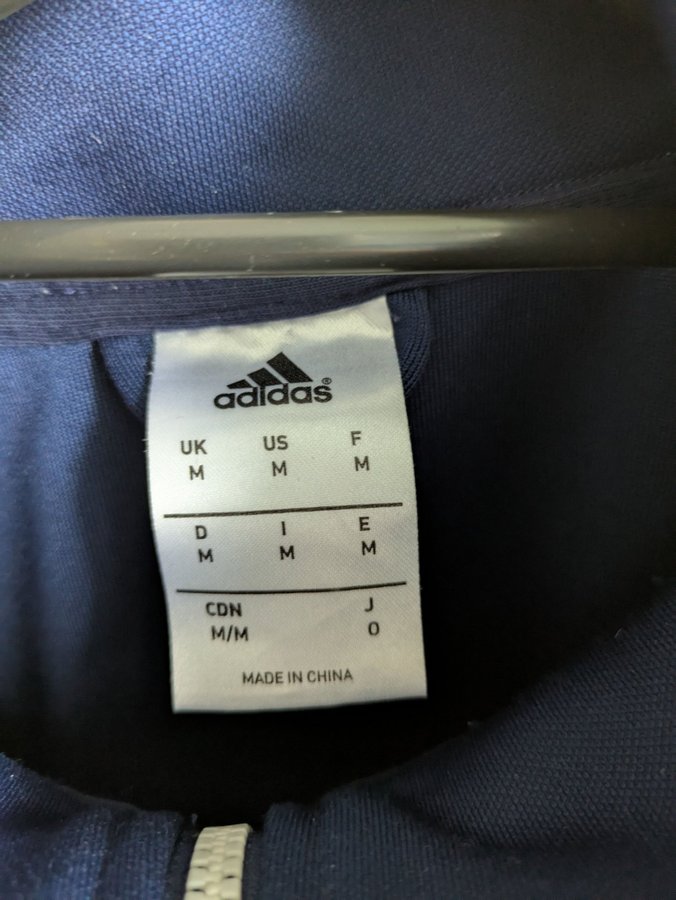 adidas®
UK US F
M M M
D I E
M M M
CDN J
M/M O
MADE IN CHINA